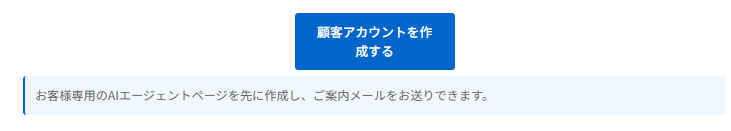 顧客アカウントを作
成する
お客様専用のAIエージェントページを先に作成し、ご案内メールをお送りできます。